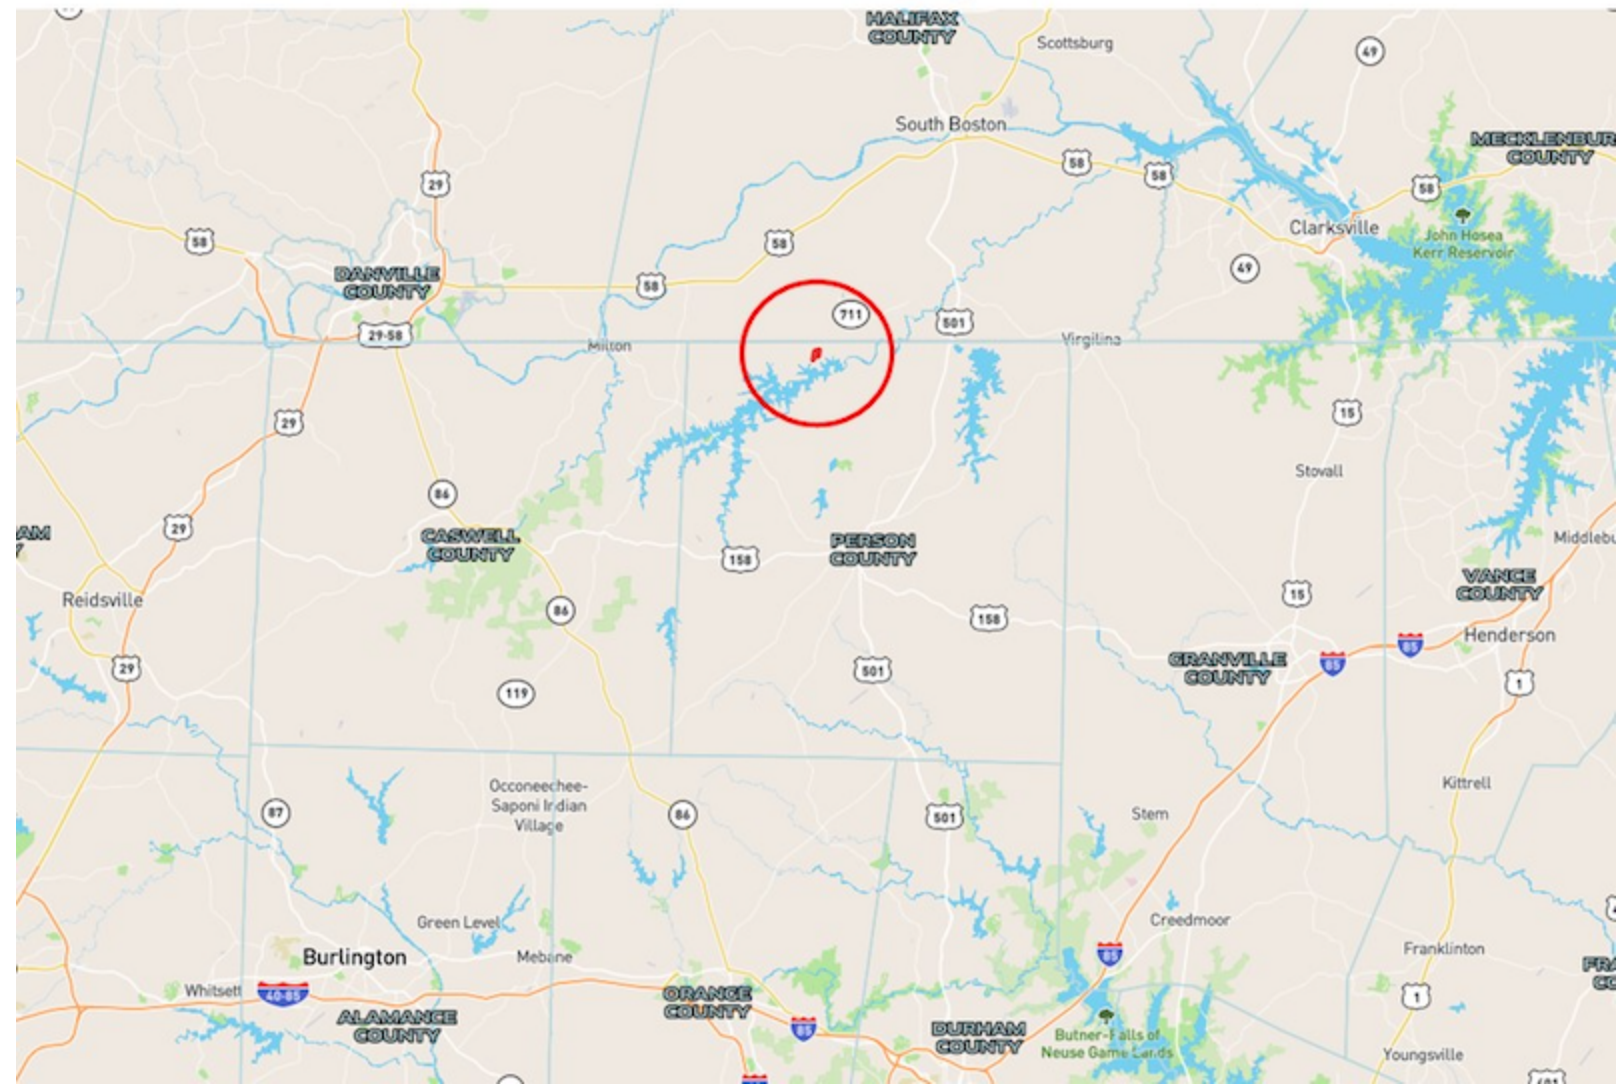 HALIFAX
COUNTY
Scottsburg
49
South Boston
MECKLENBUR
COUNTY
58
58
29
58
Clarksville
John Hosea
Kerr Reservoir
58
58
49
DANVILLE
COUNTY
58
711
501
29-58
Milton
Virgilina
15
29
Stovall
86
29
AM
Y
CASWELL
COUNTY
158
PERSON
COUNTY
Middlebu
VANCE
COUNTY
15
Reidsville
86
158
Henderson
85
85
29
119
501
GRANVILLE
COUNTY
1
Occoneechee-
Saponi Indian
Village
Kittrell
87
86
501
Stem
Green Level
Creedmoor
Burlington
Mebane
85
Franklinton
Whitsett
40-85
ORANGE
COUNTY
FRA
CO
1
ALAMANCE
COUNTY
85
DURHAM
COUNTY
Butner-Falls of
Neuse Game Lands
Youngsville